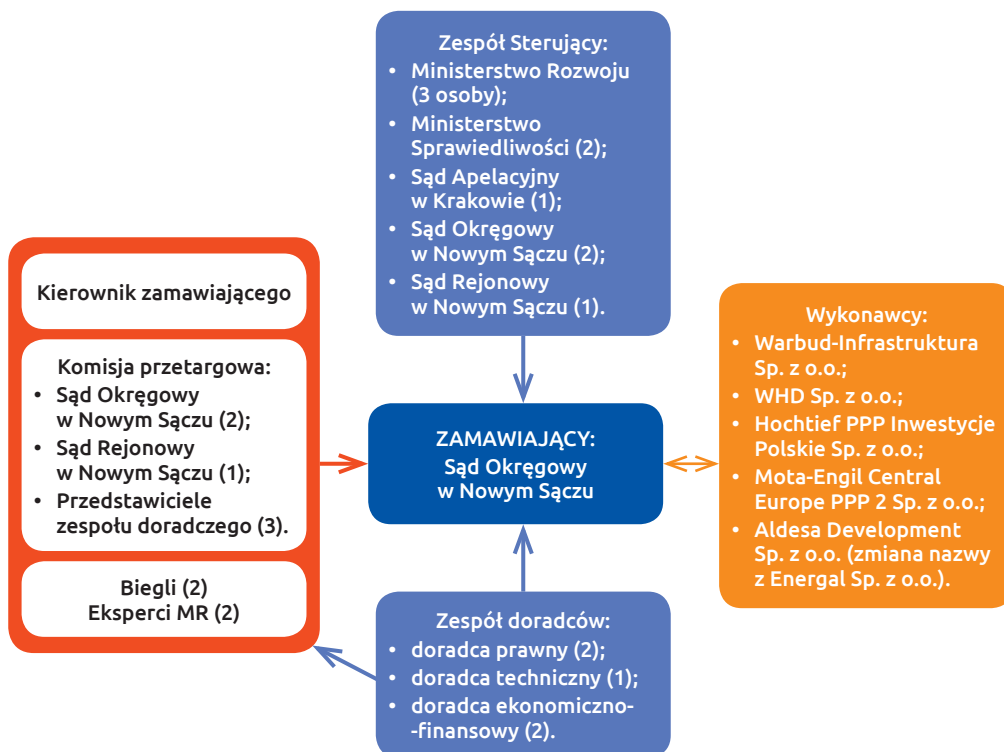 Zespół Sterujący:
• Ministerstwo Rozwoju
(3 osoby);
• Ministerstwo
Sprawiedliwości (2);
• Sąd Apelacyjny
w Krakowie (1);
• Sąd Okręgowy
w Nowym Sączu (2);
• Sąd Rejonowy
w Nowym Sączu (1).
Kierownik zamawiającego
Komisja przetargowa:
• Sąd Okręgowy
w Nowym Sączu (2);
• Sąd Rejonowy
w Nowym Sączu (1);
• Przedstawiciele
zespołu doradczego (3).
Biegli (2)
Eksperci MR (2)
ZAMAWIAJĄCY:
Sąd Okręgowy
w Nowym Sączu
Wykonawcy:
• Warbud-Infrastruktura
Sp. z o.o.;
• WHD Sp. z o.o.;
• Hochtief PPP Inwestycje
Polskie Sp. z o.o.;
• Mota-Engil Central
Europe PPP 2 Sp. z o.o.;
• Aldesa Development
Sp. z o.o. (zmiana nazwy
z Energal Sp. z o.o.).
Zespół doradców:
• doradca prawny (2);
• doradca techniczny (1);
• doradca ekonomiczno-
-finansowy (2).